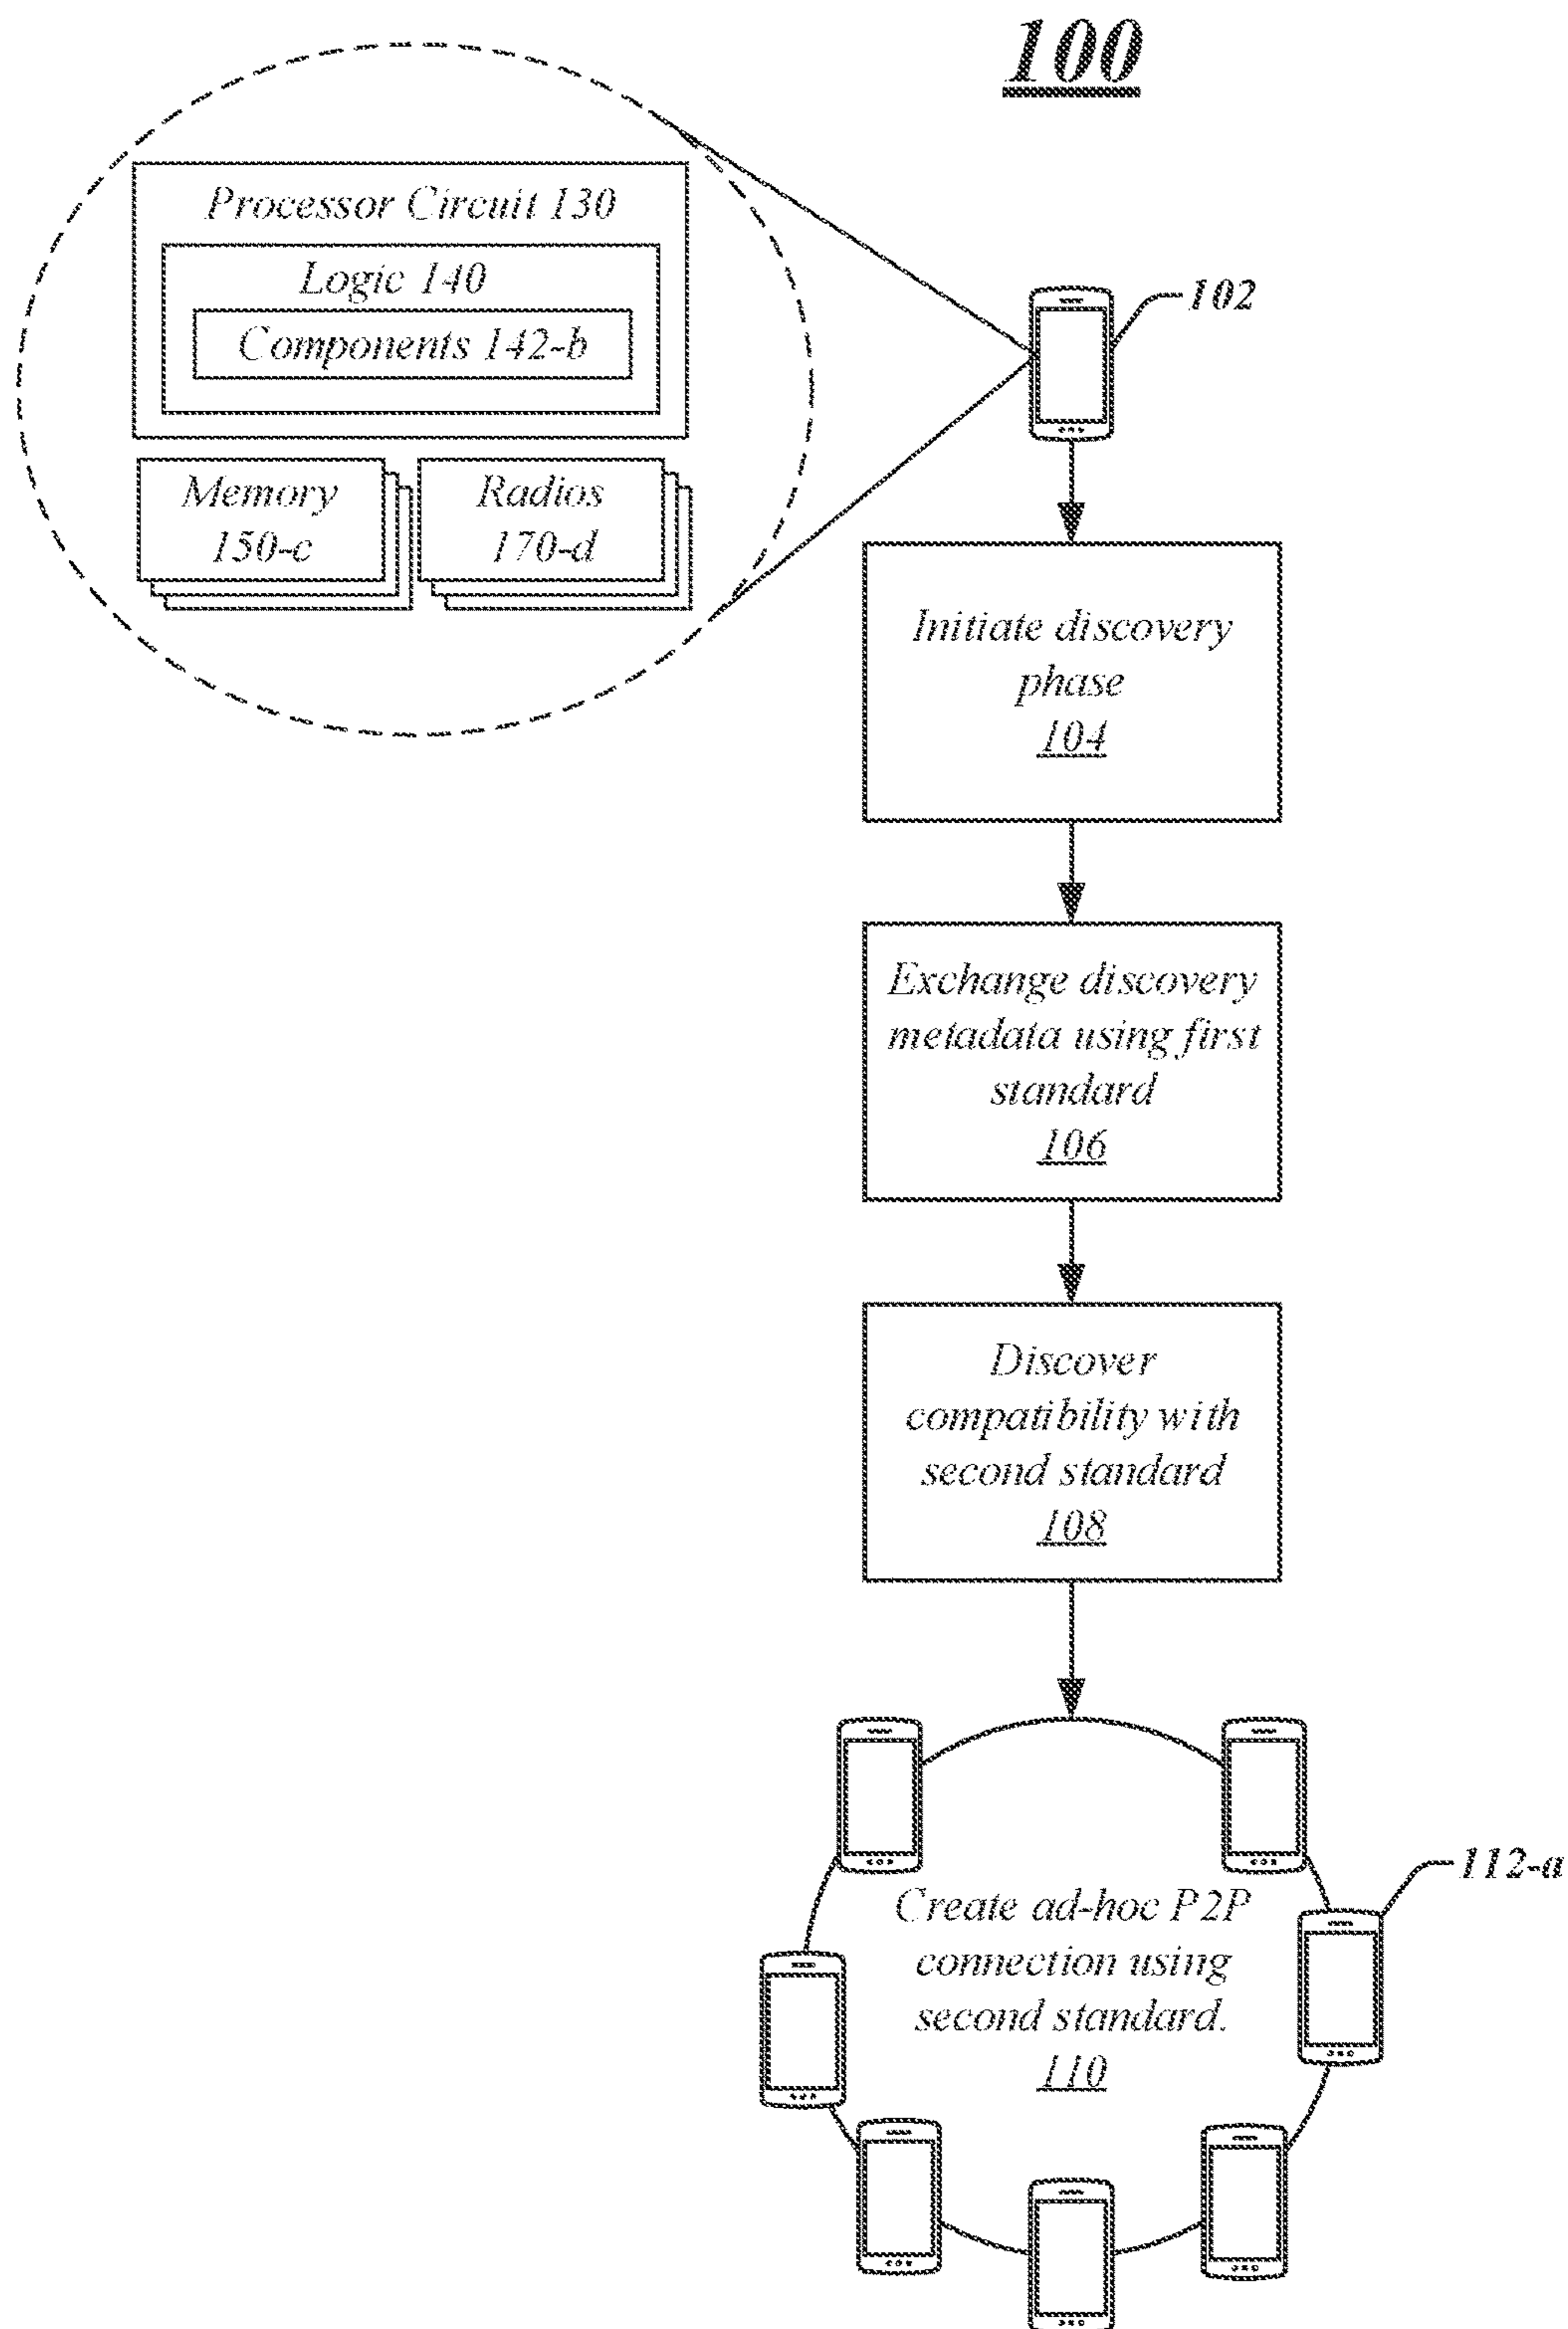 100
Processor Circuit 130
Logic 140
Components 142-b
Memory
150-c
Radios
170-d
102
Initiate discovery
phase
104
Exchange discovery
metadata using first
standard
106
Discover
compatibility with
second standard
108
112-a
Create ad-hoc P2P
connection using
second standard.
110